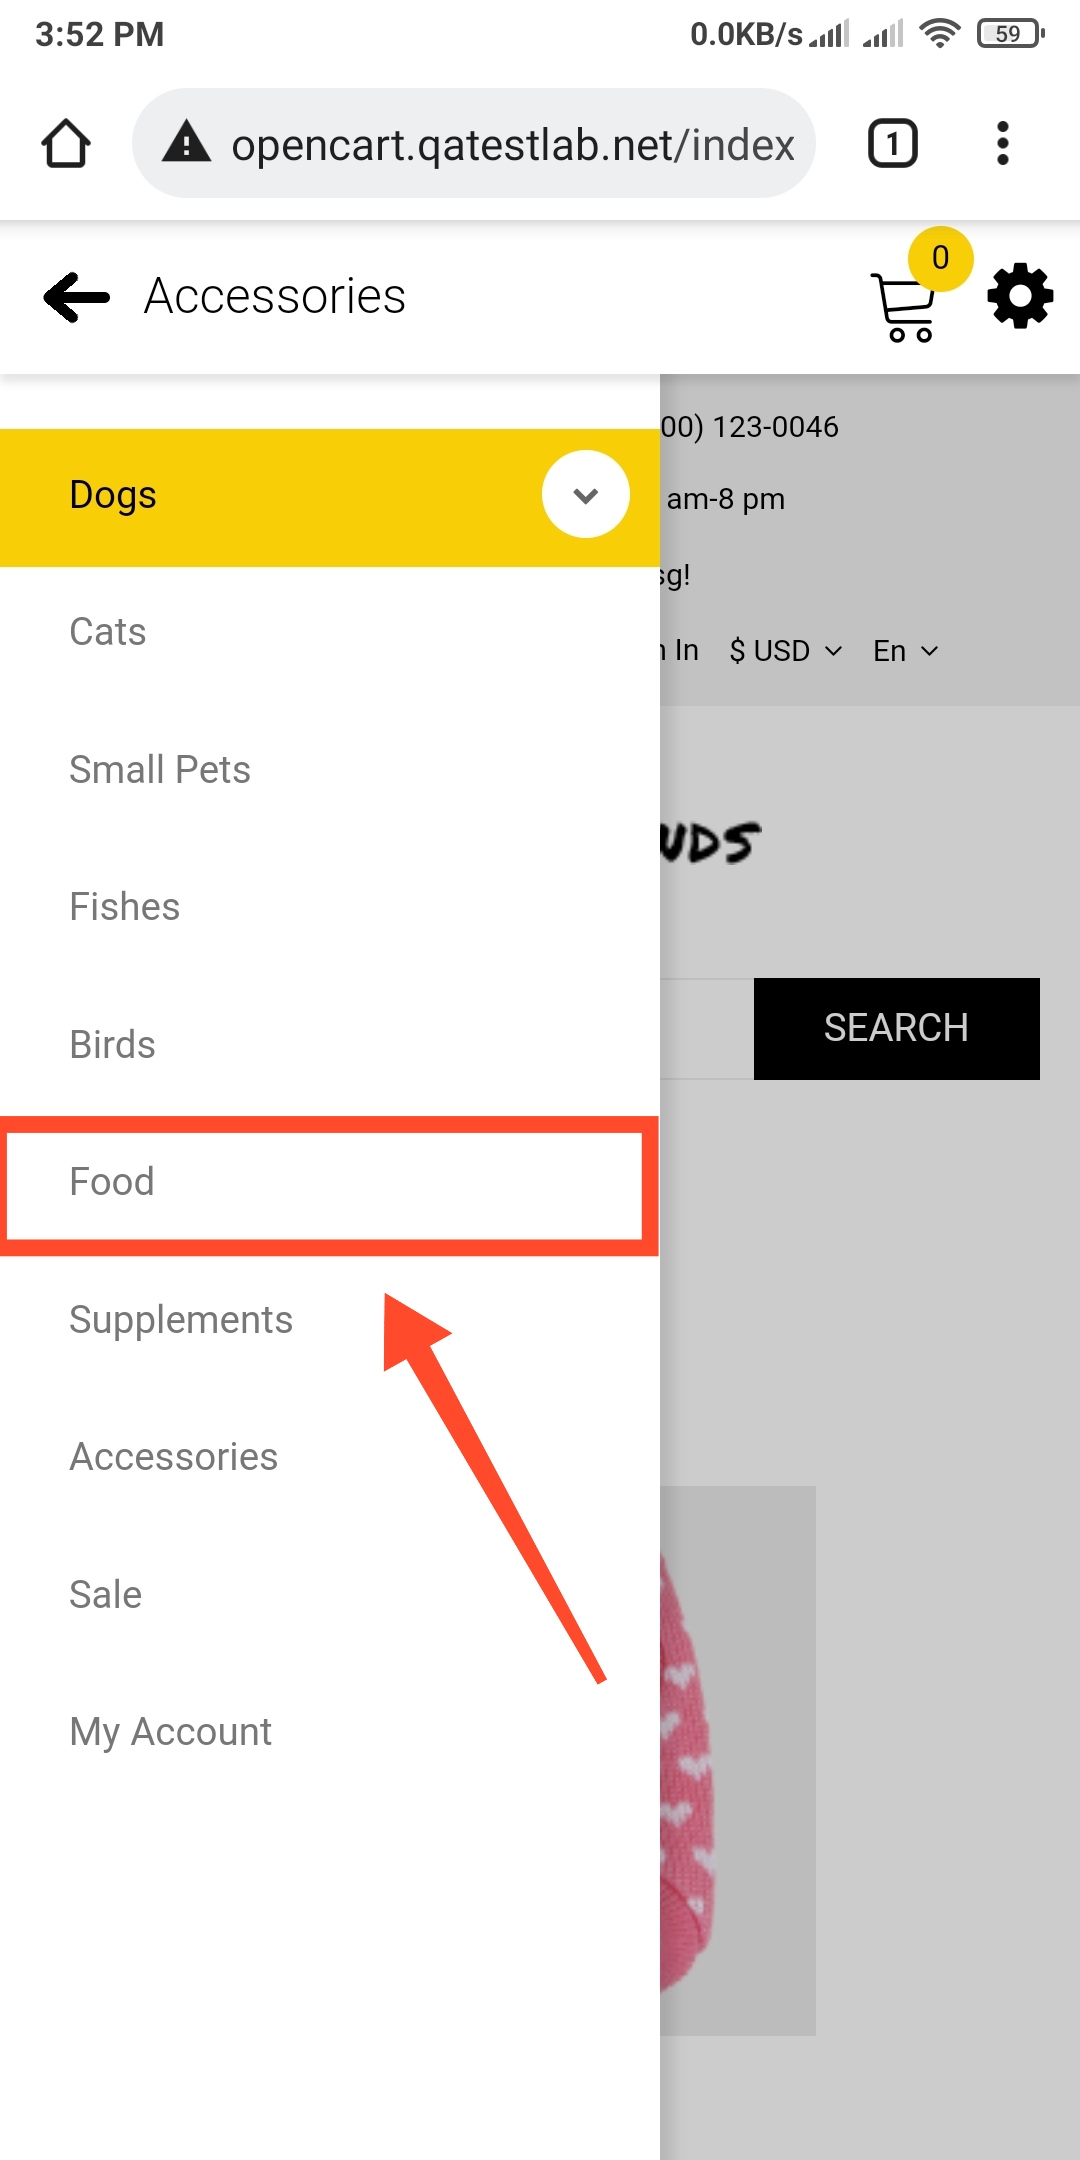 3:52 PM 0.0KB/s 59
opencart.qatestlab.net/index 1
Accessories 0
00) 123-0046
Dogs
am-8 pm
sg!
Cats
In $ USD En
Small Pets
NDS
Fishes
SEARCH
Birds
Food
Supplements
Accessories
Sale
My Account